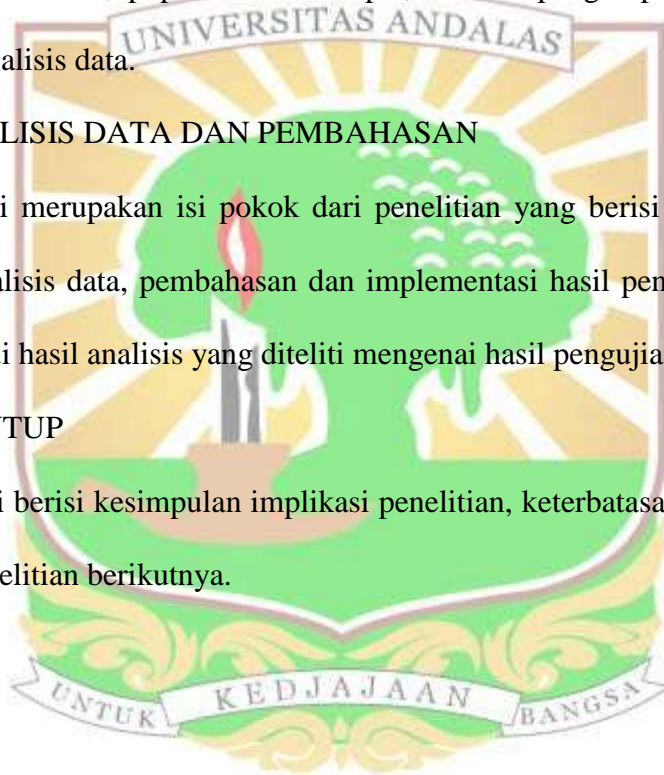 UNIVERSITAS ANDALAS
alisis data.
LISIS DATA DAN PEMBAHASAN
i merupakan isi pokok dari penelitian yang berisi
alisis data, pembahasan dan implementasi hasil pen
i hasil analisis yang diteliti mengenai hasil pengujia
TUP
i berisi kesimpulan implikasi penelitian, keterbatasa
elitian berikutnya.
UNTUK KEDJAJAAN BANGSA